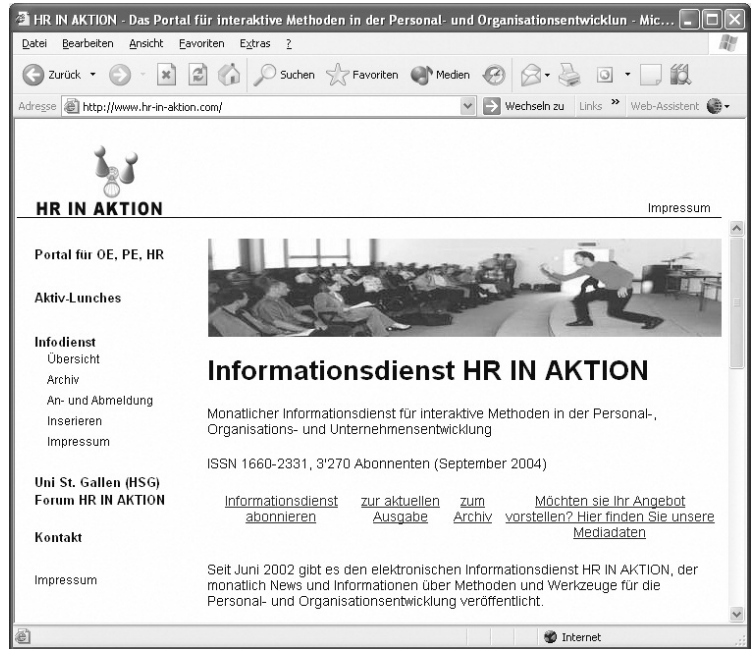 HR IN AKTION - Das Portal für interaktive Methoden in der Personal- und Organisationsentwicklun - Mic...
Datei Bearbeiten Ansicht Favoriten Extras ?
Zurück Suchen Favoriten Medien
Adresse http://www.hr-in-aktion.com/ Wechseln zu Links » Web-Assistent
HR IN AKTION
Impressum
Portal für OE, PE, HR
Aktiv-Lunches
Infodienst
Übersicht
Archiv
An- und Abmeldung
Inserieren
Impressum
Uni St. Gallen (HSG)
Forum HR IN AKTION
Kontakt
Impressum
Informationsdienst HR IN AKTION
Monatlicher Informationsdienst für interaktive Methoden in der Personal-,
Organisations- und Unternehmensentwicklung
ISSN 1660-2331, 3'270 Abonnenten (September 2004)
Informationsdienst
abonnieren
zur aktuellen
Ausgabe
zum
Archiv
Möchten sie Ihr Angebot
vorstellen? Hier finden Sie unsere
Mediadaten
Seit Juni 2002 gibt es den elektronischen Informationsdienst HR IN AKTION, der
monatlich News und Informationen über Methoden und Werkzeuge für die
Personal- und Organisationsentwicklung veröffentlicht.
Internet